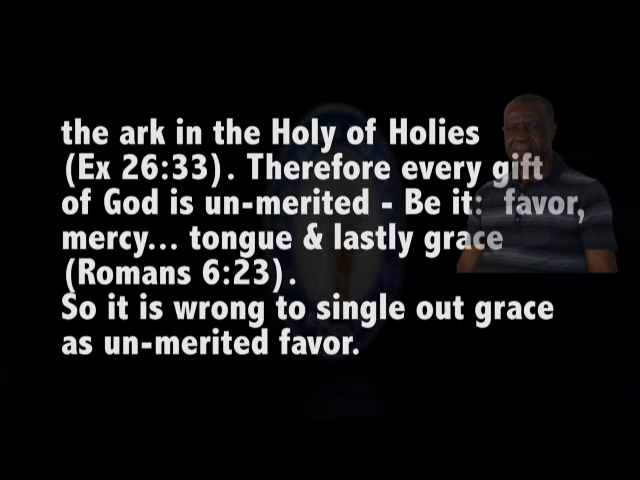 the ark in the Holy of Holies
(Ex 26:33). Therefore every gift
of God is un-merited - Be it: favor,
mercy... tongue & lastly grace
(Romans 6:23).
So it is wrong to single out grace
as un-merited favor.